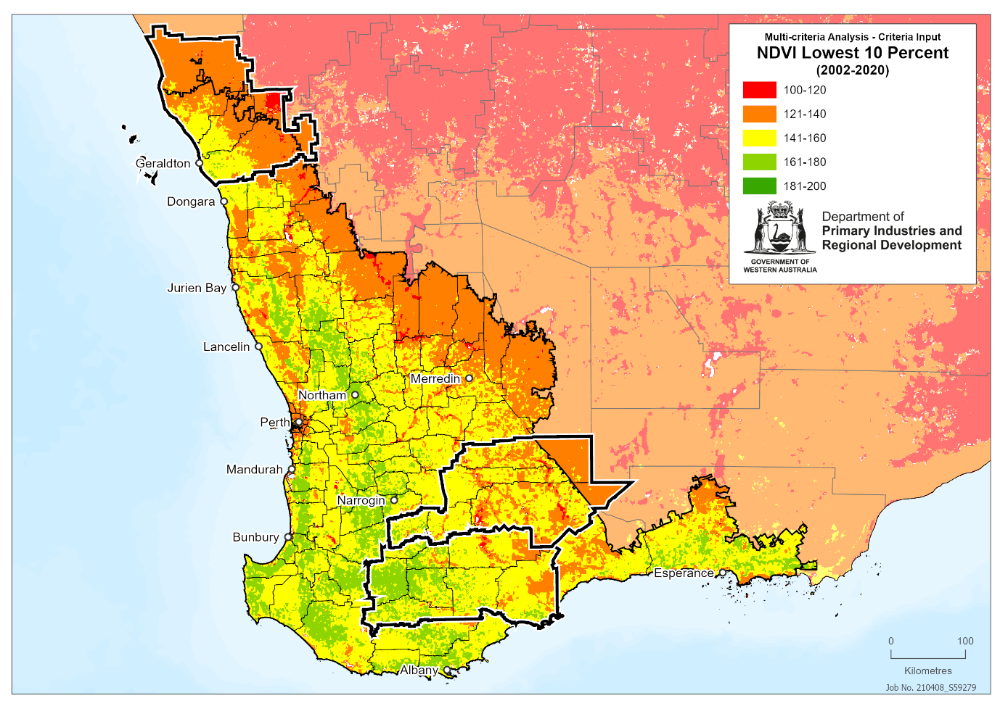 Multi-criteria Analysis - Criteria Input
NDVI Lowest 10 Percent
(2002-2020)
100-120
121-140
141-160
161-180
181-200
Department of
Primary Industries and
Regional Development
GOVERNMENT OF
WESTERN AUSTRALIA
Geraldton
Dongara
Jurien Bay
Lancelin
Merredin
Northam
Perth
Mandurah
Narrogin
Bunbury
Esperance
Albany
0 100
Kilometres
Job No. 210408_S59279